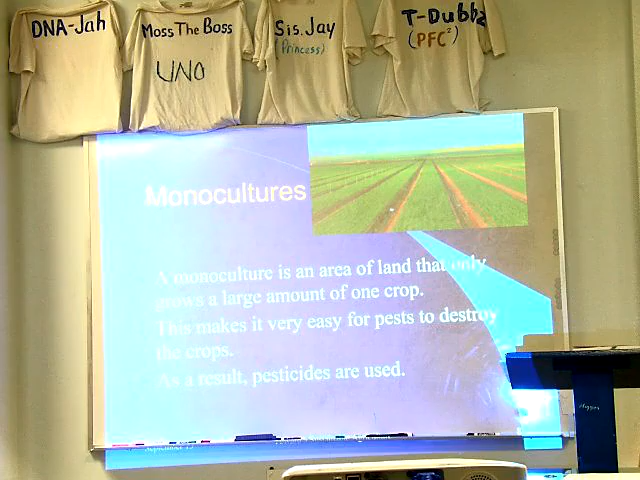 DNA-Jah
Moss The Boss
UNO
Sis. Jay
(Princess)
T-Dubbz
(PFC²)
Monocultures
A monoculture is an area of land that only
grows a large amount of one crop.
This makes it very easy for pests to destroy
the crops.
As a result, pesticides are used.